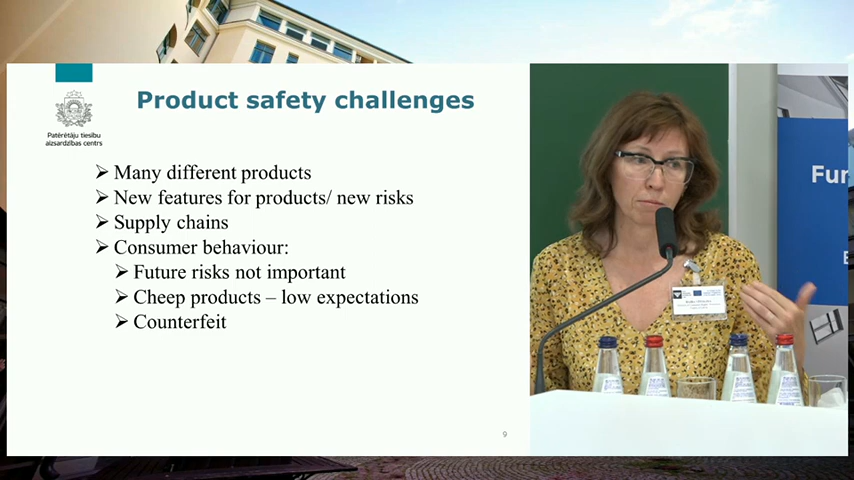 Product safety challenges
Patērētāju tiesību
aizsardzības centrs
➢ Many different products
➢ New features for products/ new risks
➢ Supply chains
➢ Consumer behaviour:
➢ Future risks not important
➢ Cheep products – low expectations
➢ Counterfeit
9
Fur
E